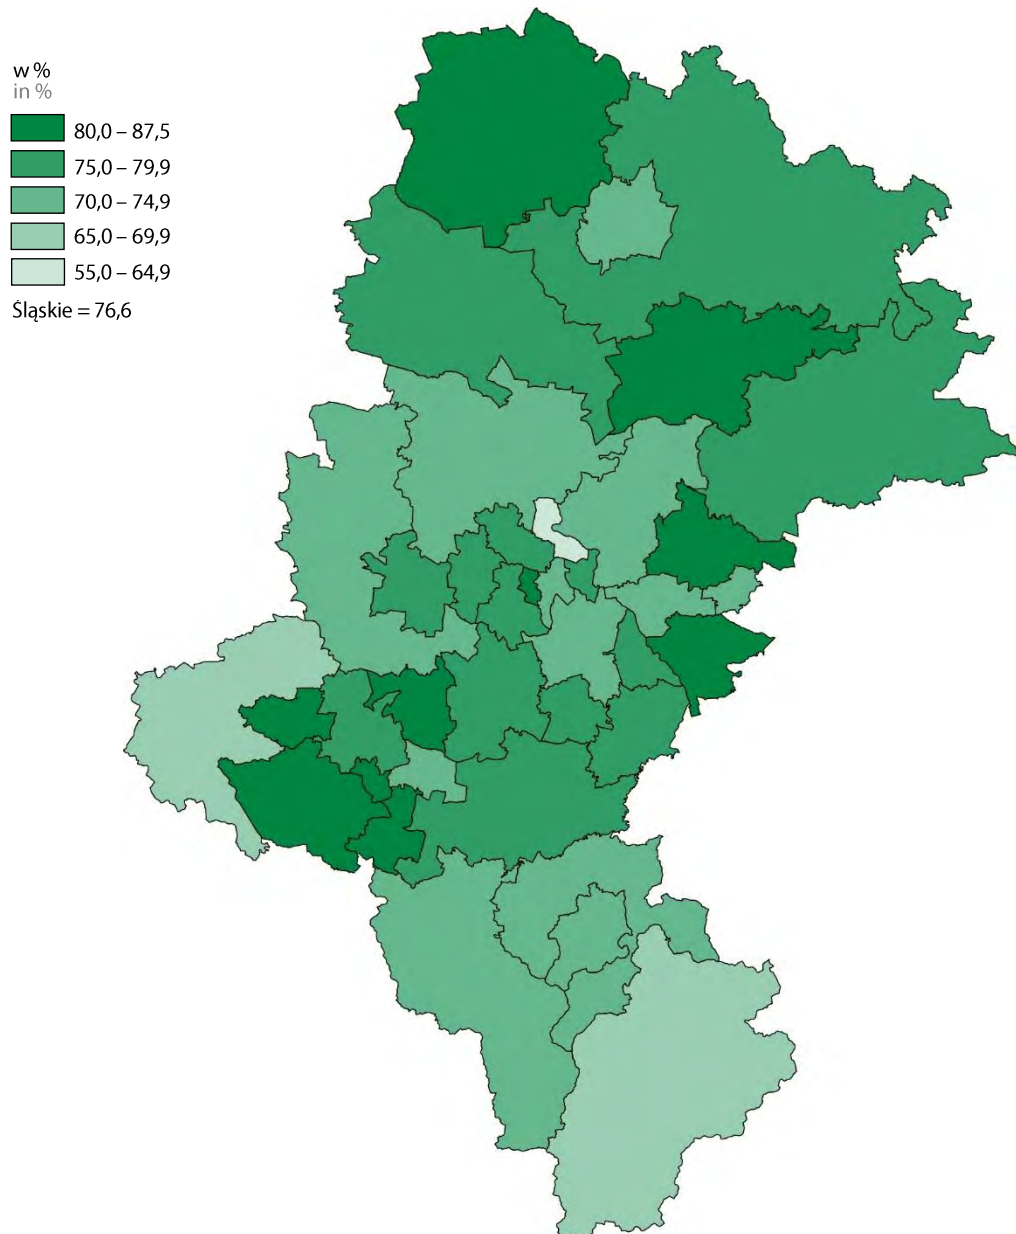 w %
in %
80,0 – 87,5
75,0 – 79,9
70,0 – 74,9
65,0 – 69,9
55,0 – 64,9
Śląskie = 76,6